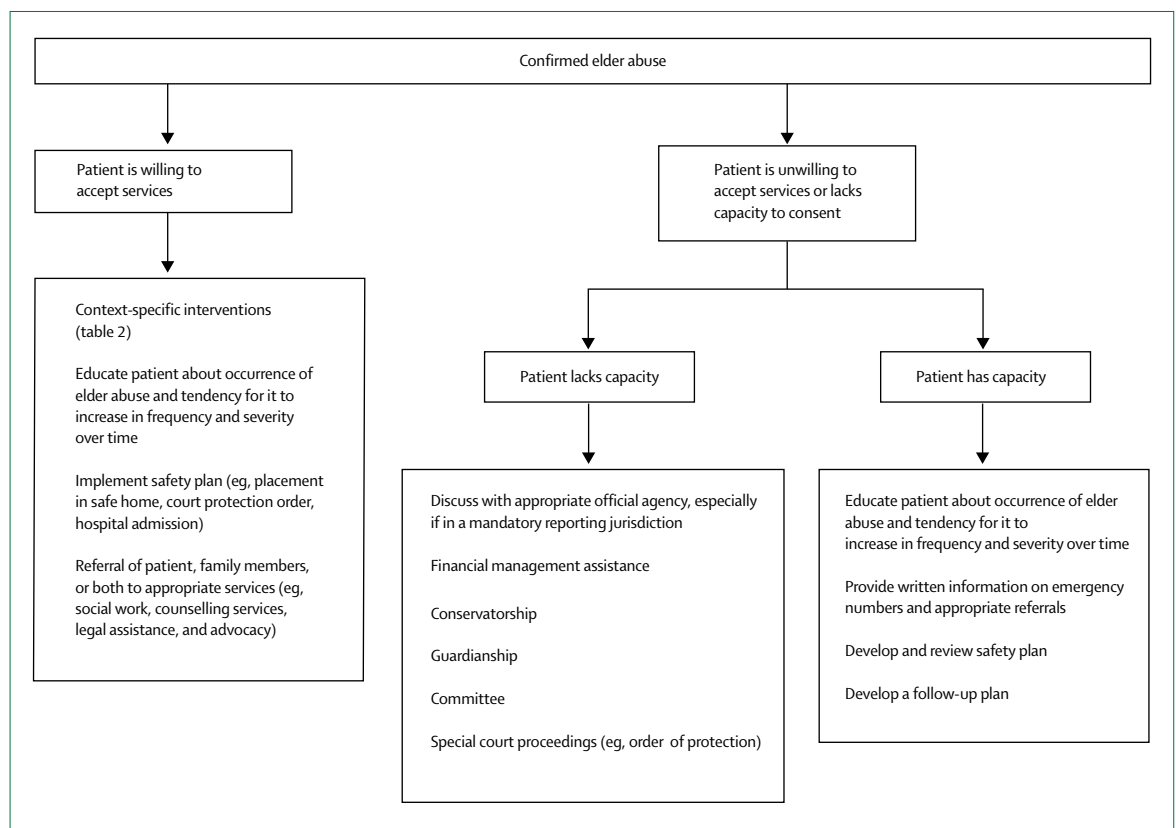 Confirmed elder abuse
Patient is willing to
accept services
Patient is unwilling to
accept services or lacks
capacity to consent
Context-specific interventions
(table 2)
Educate patient about occurrence of
elder abuse and tendency for it to
increase in frequency and severity
over time
Implement safety plan (eg, placement
in safe home, court protection order,
hospital admission)
Referral of patient, family members,
or both to appropriate services (eg,
social work, counselling services,
legal assistance, and advocacy)
Patient lacks capacity
Patient has capacity
Discuss with appropriate official agency, especially
if in a mandatory reporting jurisdiction
Financial management assistance
Conservatorship
Guardianship
Committee
Special court proceedings (eg, order of protection)
Educate patient about occurrence of elder
abuse and tendency for it to
increase in frequency and severity over time
Provide written information on emergency
numbers and appropriate referrals
Develop and review safety plan
Develop a follow-up plan